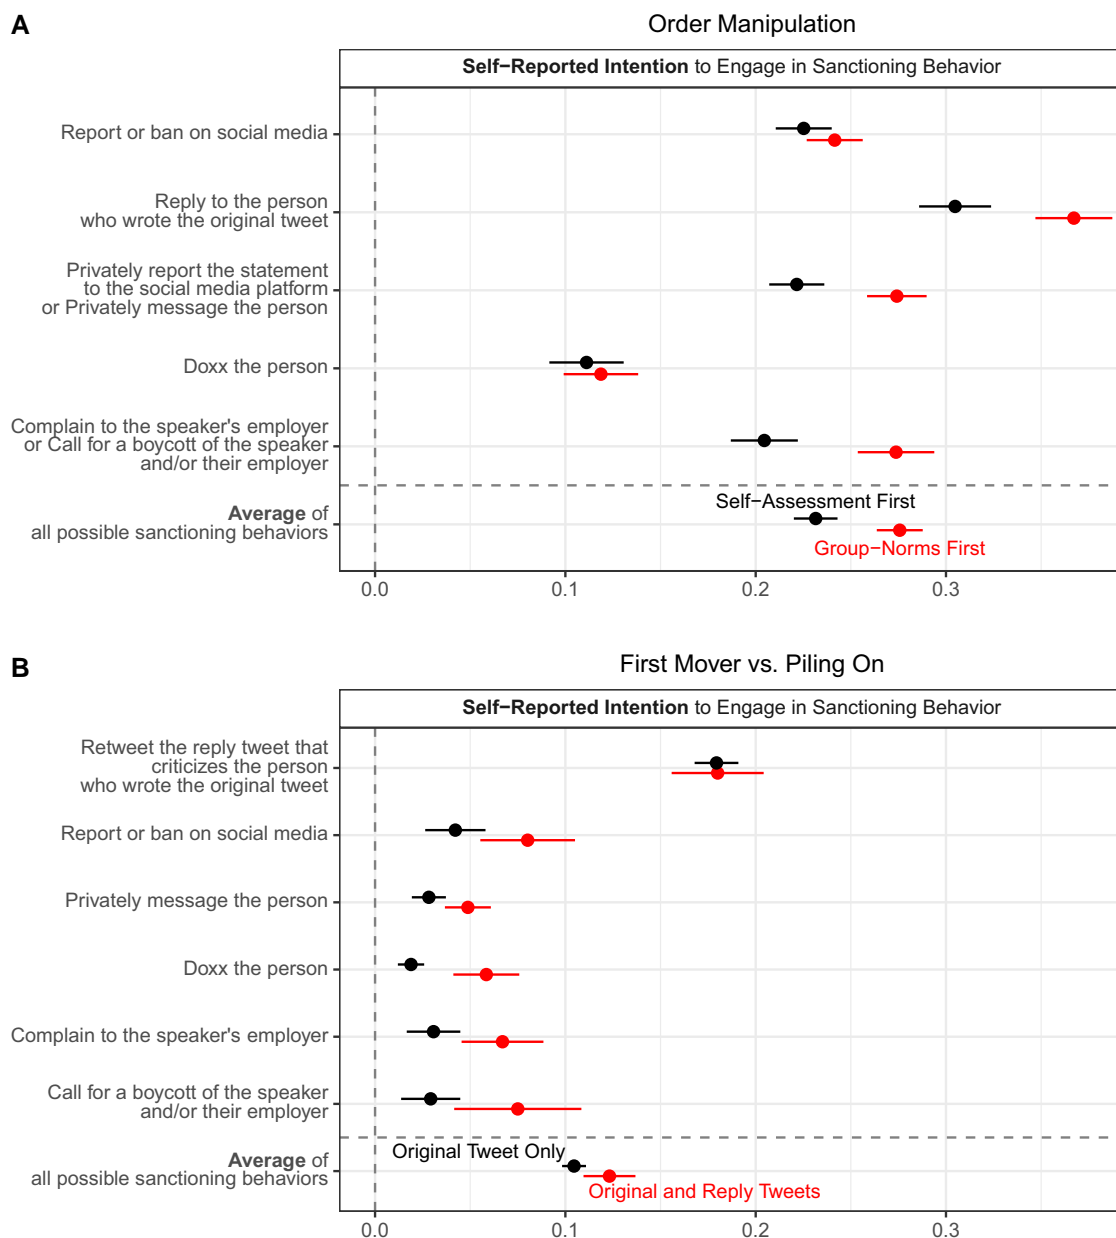 A
Order Manipulation
Self−Reported Intention to Engage in Sanctioning Behavior
Report or ban on social media
Reply to the person
who wrote the original tweet
Privately report the statement
to the social media platform
or Privately message the person
Doxx the person
Complain to the speaker's employer
or Call for a boycott of the speaker
and/or their employer
Self−Assessment First
Average of
all possible sanctioning behaviors
Group−Norms First
0.0 0.1 0.2 0.3
B
First Mover vs. Piling On
Self−Reported Intention to Engage in Sanctioning Behavior
Retweet the reply tweet that
criticizes the person
who wrote the original tweet
Report or ban on social media
Privately message the person
Doxx the person
Complain to the speaker's employer
Call for a boycott of the speaker
and/or their employer
Original Tweet Only
Average of
all possible sanctioning behaviors
Original and Reply Tweets
0.0 0.1 0.2 0.3